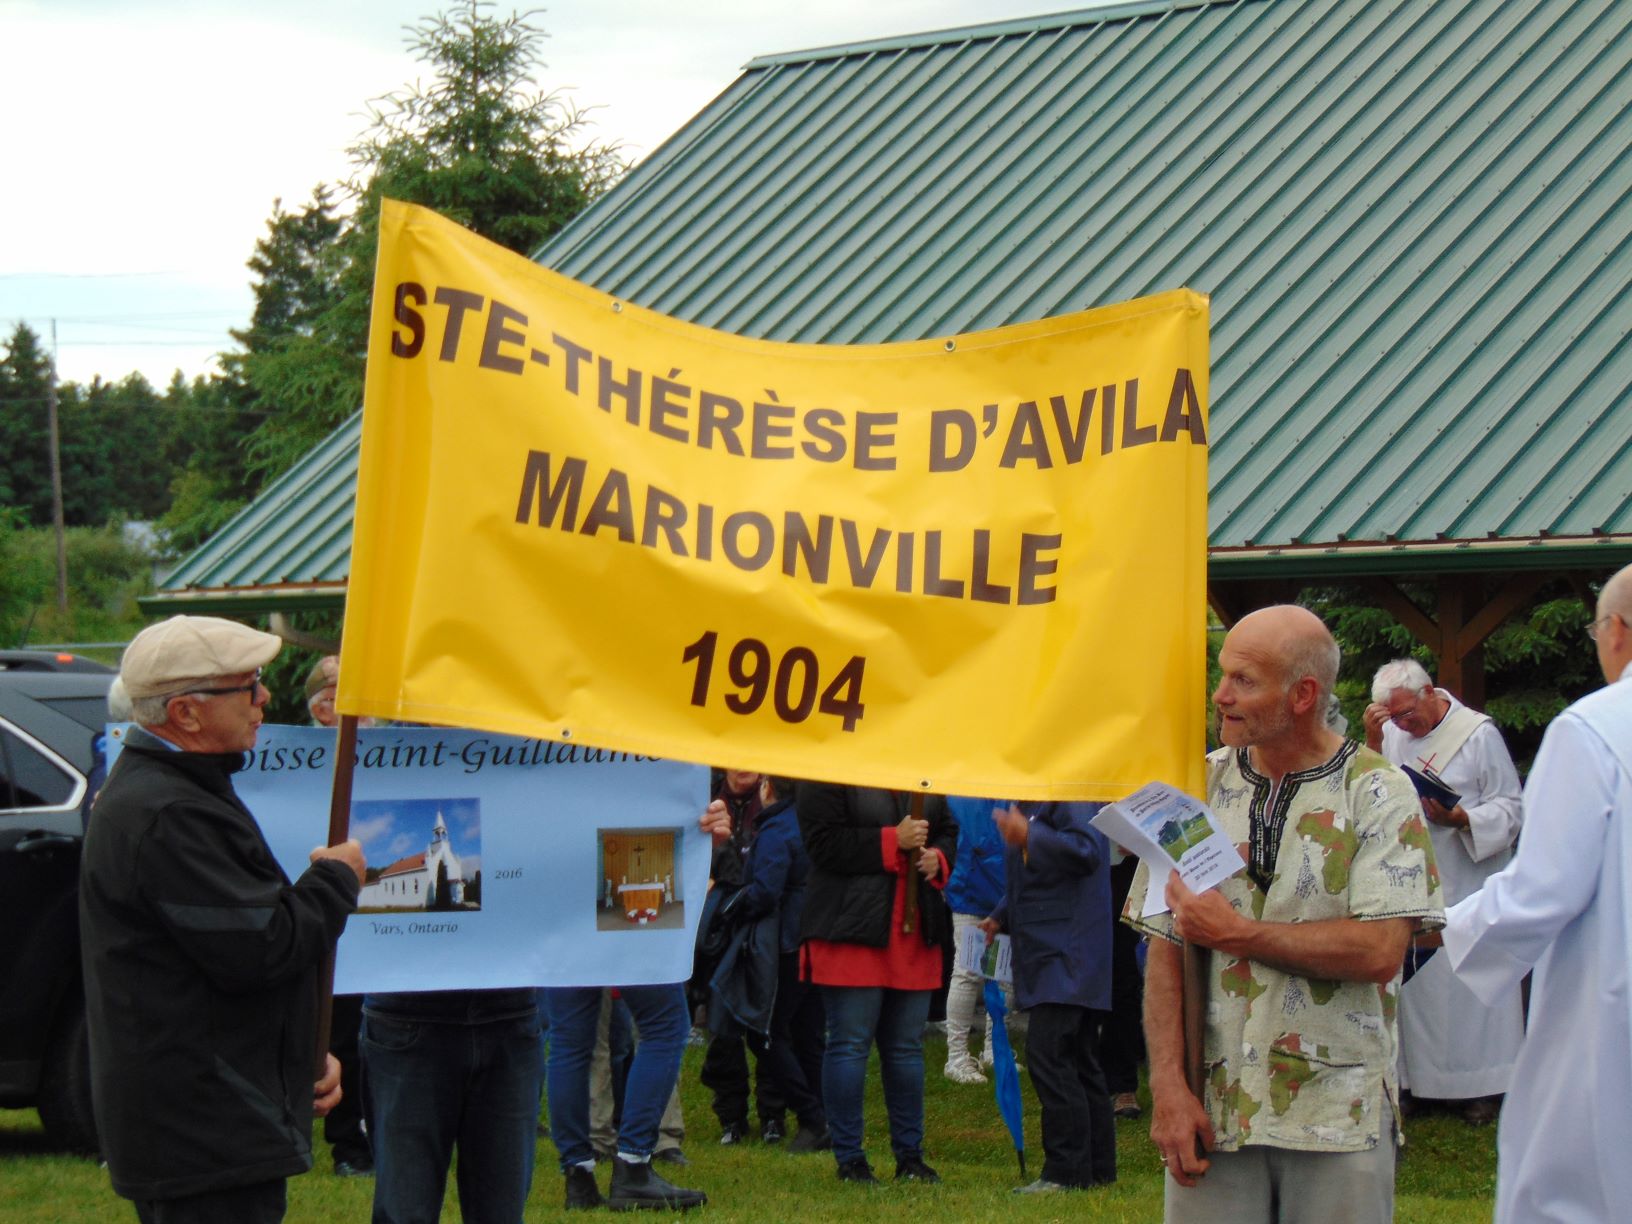 STE-THÉRÈSE D'AVILA
MARIONVILLE
1904
Saint-Guillaume
2016
Vars, Ontario